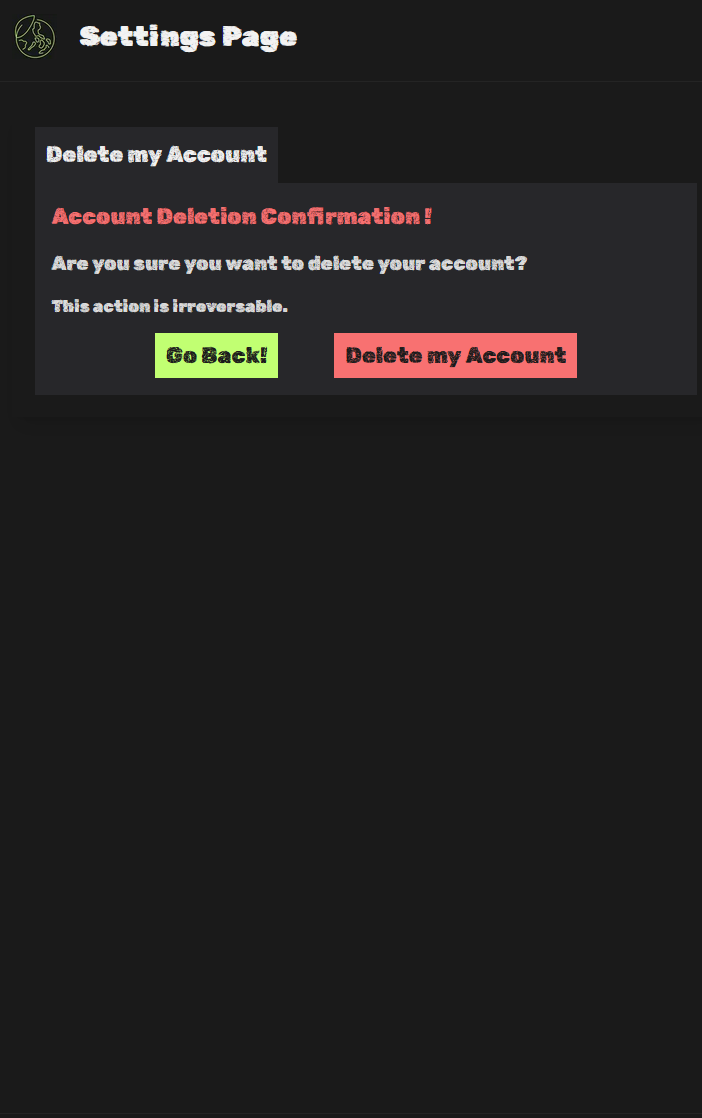 Settings Page
Delete my Account
Account Deletion Confirmation !
Are you sure you want to delete your account?
This action is irreversable.
Go Back!
Delete my Account